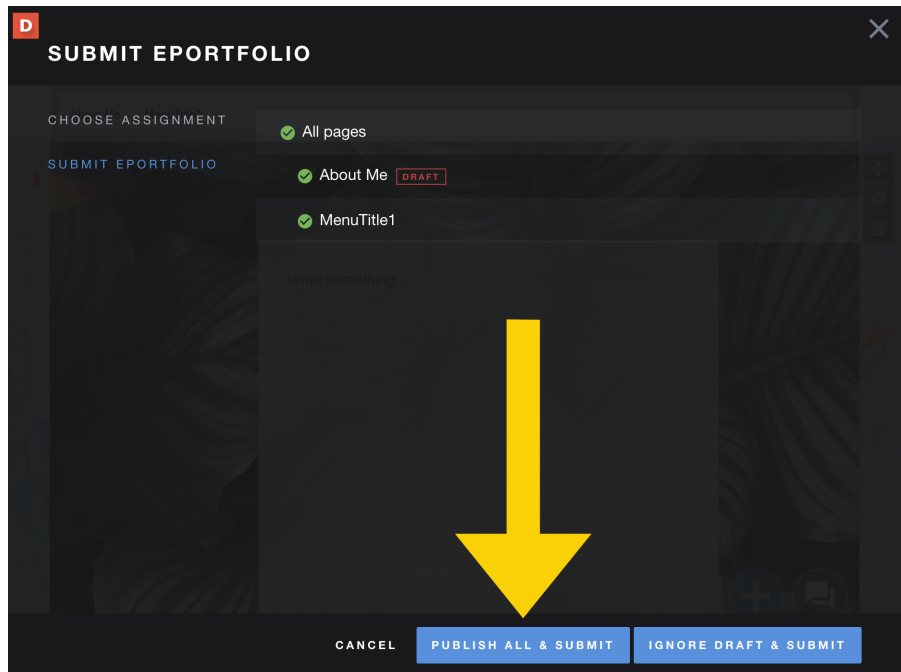 D
SUBMIT EPORTFOLIO
CHOOSE ASSIGNMENT
All pages
SUBMIT EPORTFOLIO
About Me DRAFT
MenuTitle1
Write something...
CANCEL PUBLISH ALL & SUBMIT IGNORE DRAFT & SUBMIT